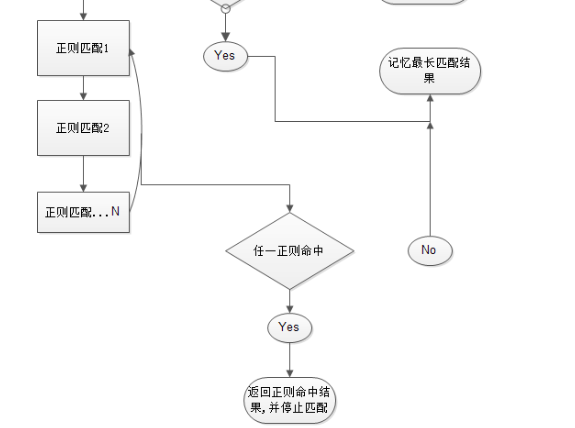 正则匹配1
Yes
记忆最长匹配结
果
正则匹配2
正则匹配...N
任一正则命中
No
Yes
返回正则命中结
果,并停止匹配